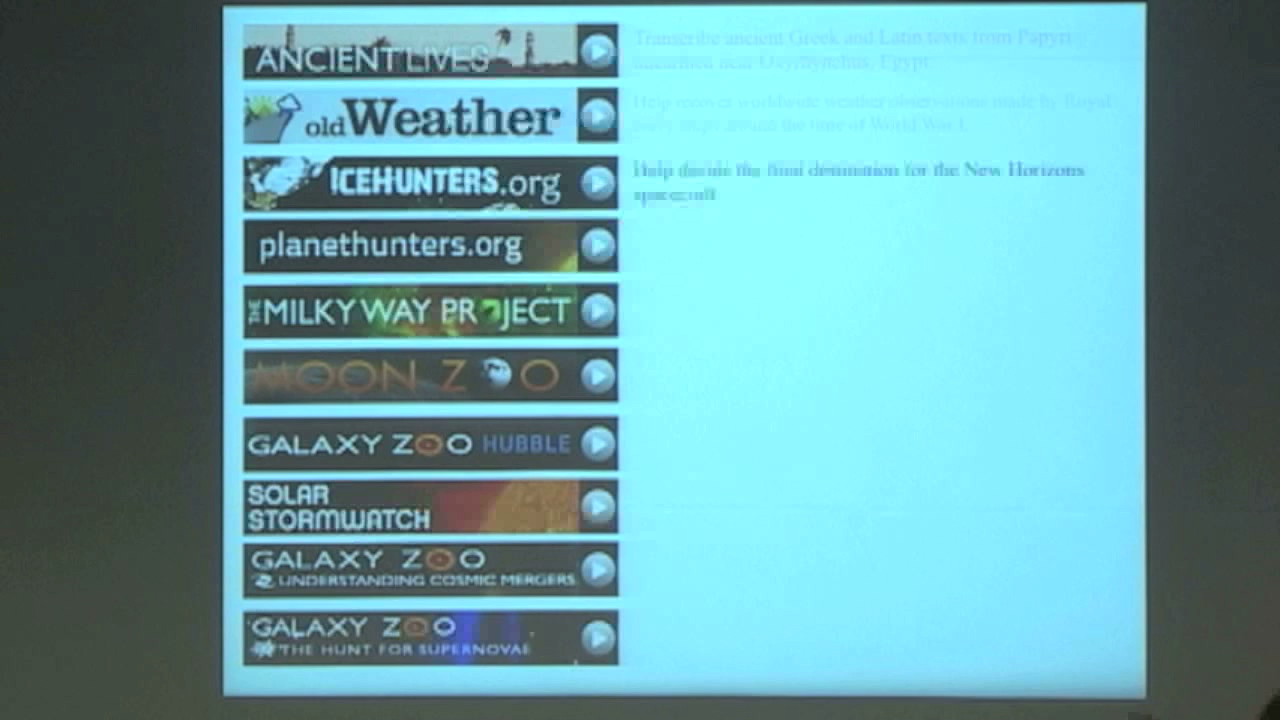 ANCIENT LIVES
Transcribe ancient Greek and Latin texts from Papyri
unearthed near Oxyrhynchus, Egypt
oldWeather
Help recover worldwide weather observations made by Royal
Navy ships around the time of World War I.
ICEHUNTERS.org
Help decide the final destination for the New Horizons
spacecraft
planethunters.org
THE MILKY WAY PROJECT
MOON ZOO
GALAXY ZOO HUBBLE
SOLAR
STORMWATCH
GALAXY ZOO
UNDERSTANDING COSMIC MERGERS
GALAXY ZOO
THE HUNT FOR SUPERNOVAE